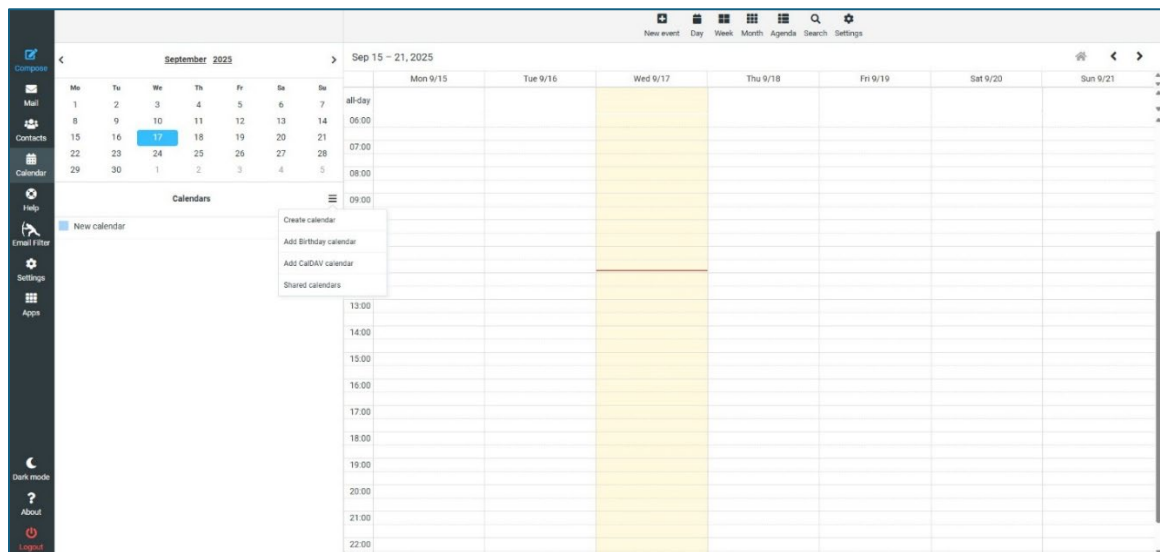 New event Day Week Month Agenda Search Settings
Compose
Mail
Contacts
Calendar
Help
Email Filter
Settings
Apps
Dark mode
About
Logout
September 2025
Mo Tu We Th Fr Sa Su
1 2 3 4 5 6 7
8 9 10 11 12 13 14
15 16 17 18 19 20 21
22 23 24 25 26 27 28
29 30 1 2 3 4 5
Calendars
New calendar
Create calendar
Add Birthday calendar
Add CalDAV calendar
Shared calendars
Sep 15 – 21, 2025
Mon 9/15 Tue 9/16 Wed 9/17 Thu 9/18 Fri 9/19 Sat 9/20 Sun 9/21
all-day
06:00
07:00
08:00
09:00
13:00
14:00
15:00
16:00
17:00
18:00
19:00
20:00
21:00
22:00